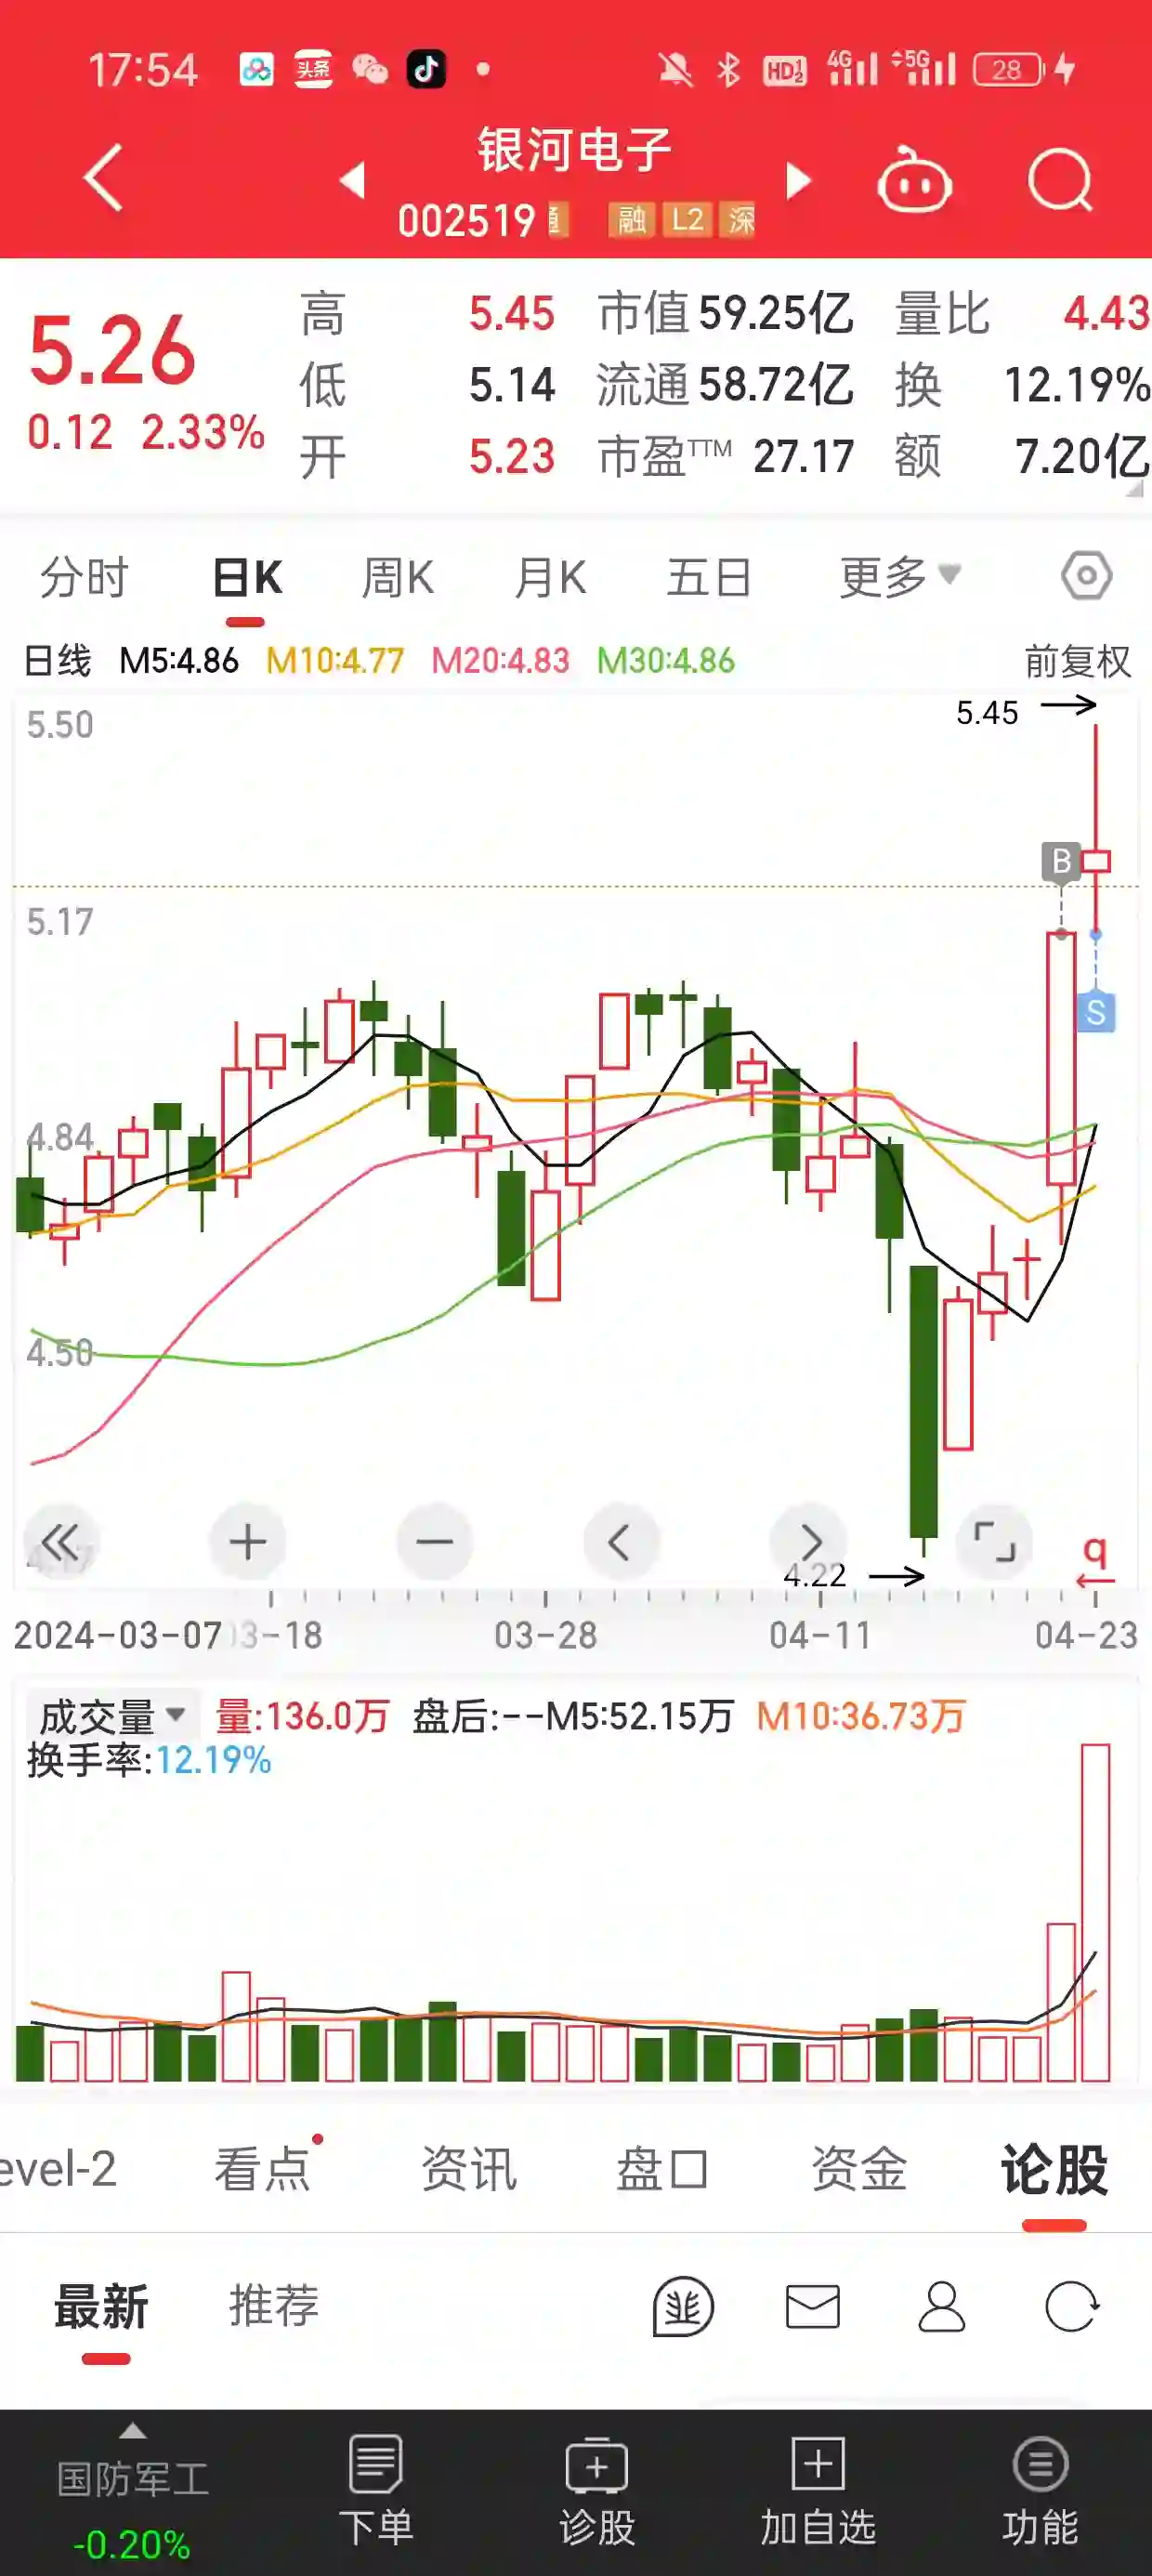 17:54 头条 HD12 4G 5G 28
银河电子
002519 融 L2 深
5.26
0.12 2.33%
高 5.45 市值 59.25亿 量比 4.43
低 5.14 流通 58.72亿 换 12.19%
开 5.23 市盈TTM 27.17 额 7.20亿
分时 日K 周K 月K 五日 更多
日线 M5:4.86 M10:4.77 M20:4.83 M30:4.86 前复权
5.50
5.45
B
5.17
S
4.84
4.50
4.17
4.22
q
2024-03-07 03-18 03-28 04-11 04-23
成交量 量:136.0万 盘后:--M5:52.15万 M10:36.73万
换手率:12.19%
evel-2 看点 资讯 盘口 资金 论股
最新 推荐
国防军工
-0.20%
下单 诊股 加自选 功能